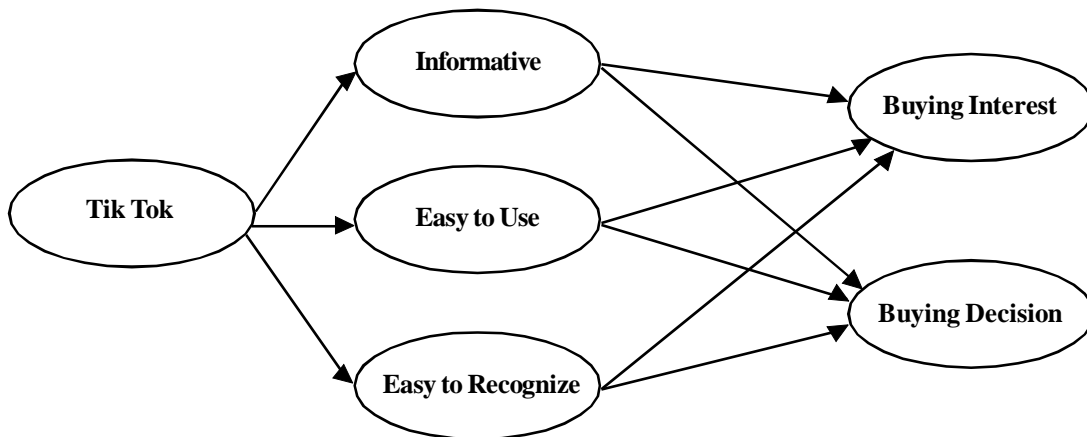 Informative
Buying Interest
Tik Tok
Easy to Use
Buying Decision
Easy to Recognize